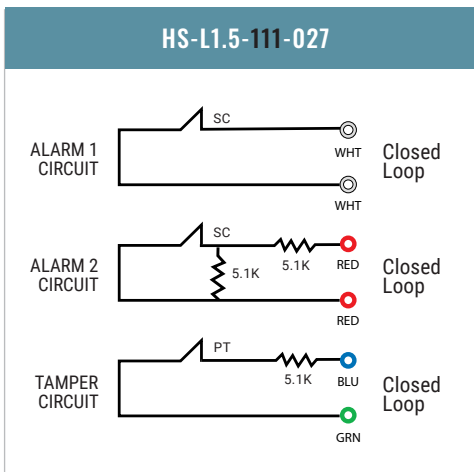 HS-L1.5-111-027
SC
ALARM 1
CIRCUIT
WHT
Closed
Loop
WHT
SC
ALARM 2
CIRCUIT
5.1K
5.1K
RED
Closed
Loop
RED
PT
TAMPER
CIRCUIT
5.1K
BLU
Closed
Loop
GRN